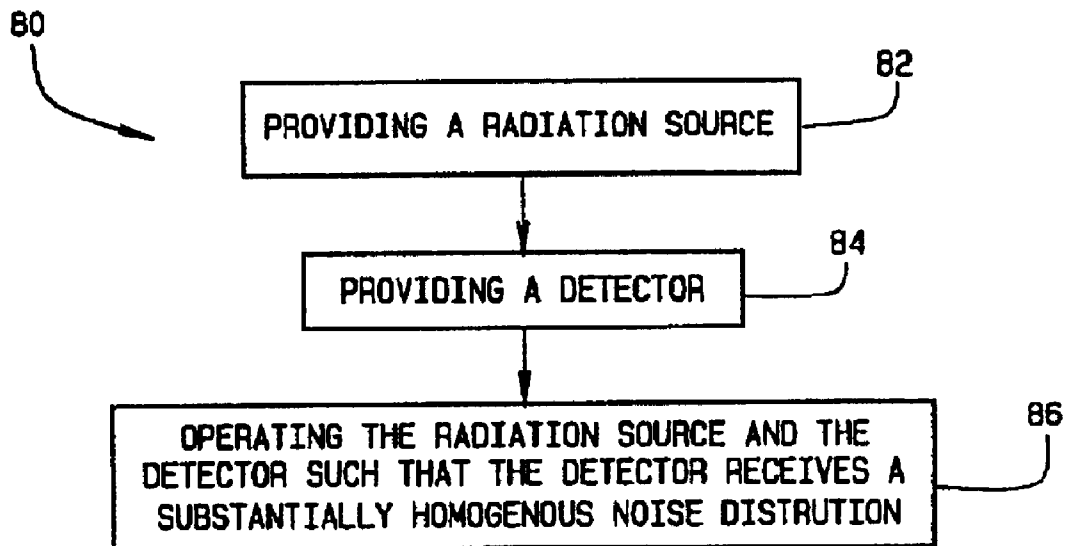 80
82
PROVIDING A RADIATION SOURCE
84
PROVIDING A DETECTOR
86
OPERATING THE RADIATION SOURCE AND THE
DETECTOR SUCH THAT THE DETECTOR RECEIVES A
SUBSTANTIALLY HOMOGENOUS NOISE DISTRUTION